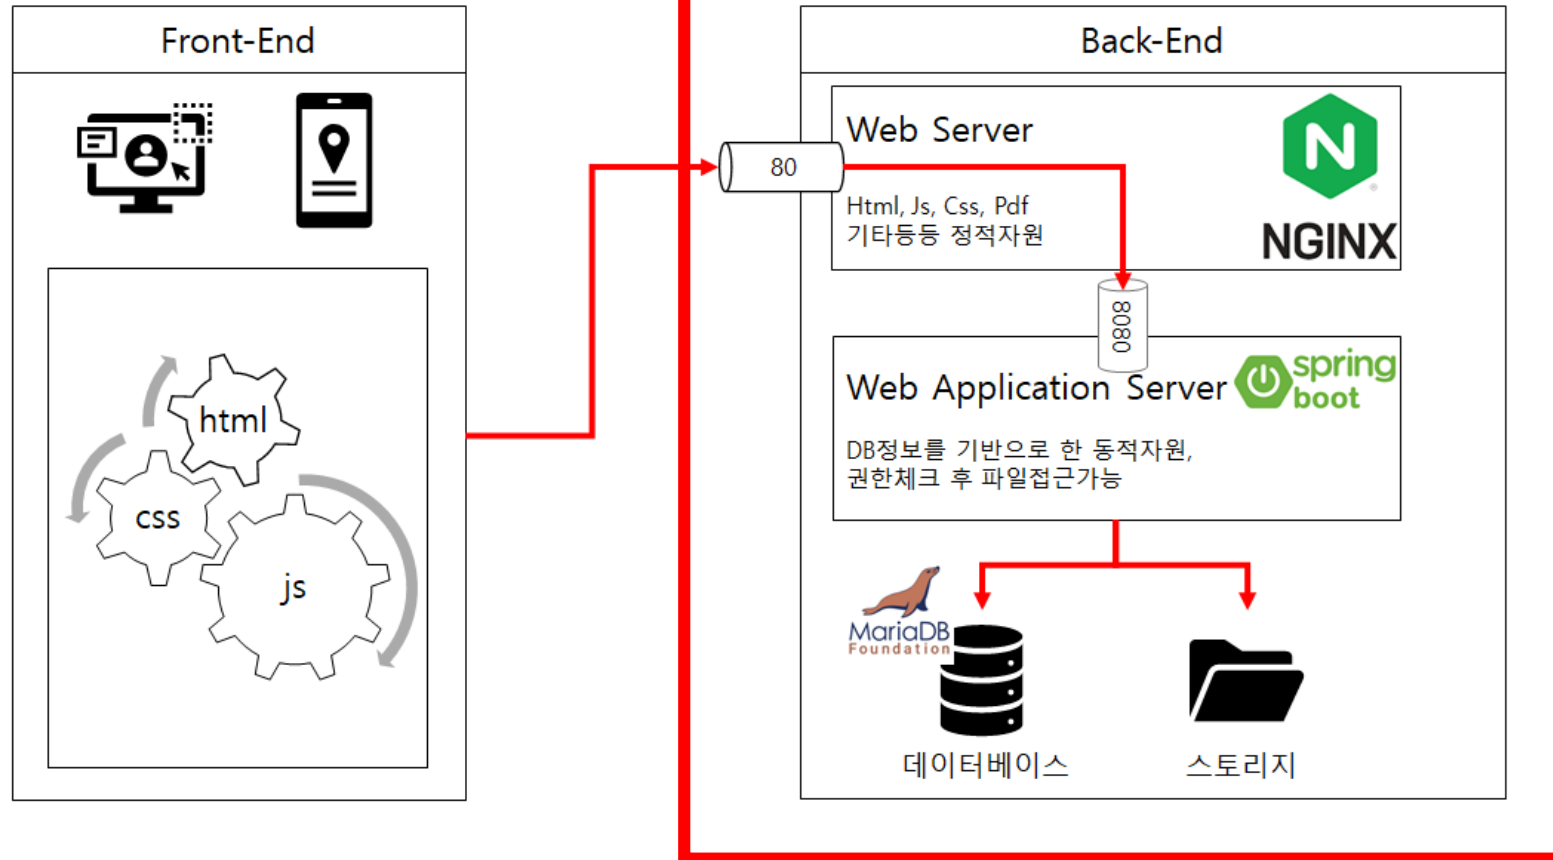 Front-End
html
css
js
Back-End
80
Web Server
Html, Js, Css, Pdf
기타등등 정적자원
N
NGINX
8080
Web Application Server
spring
boot
DB정보를 기반으로 한 동적자원,
권한체크 후 파일접근가능
MariaDB
Foundation
데이터베이스
스토리지